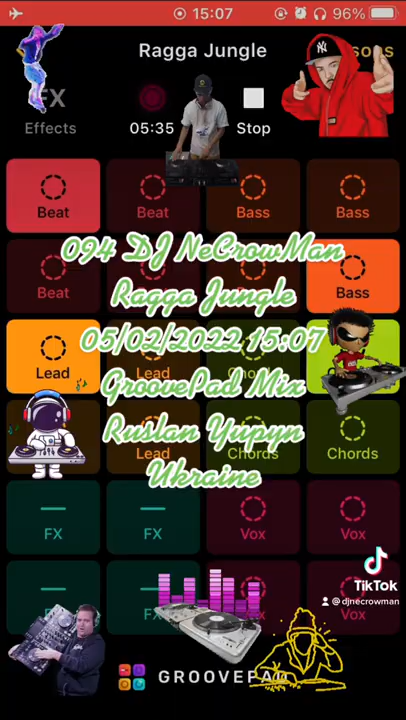 15:07 96%
Ragga Jungle
FX
Effects
05:35
Stop
Beat Beat Bass Bass
Beat Bass
094 DJ NeCrowMan
Ragga Jungle
05/02/2022 15:07
GroovePad Mix
Ruslan Yupyn
Ukraine
Lead
Lead Chords Chords
FX FX Vox Vox
TikTok
@djnecrowman
GROOVEPAD